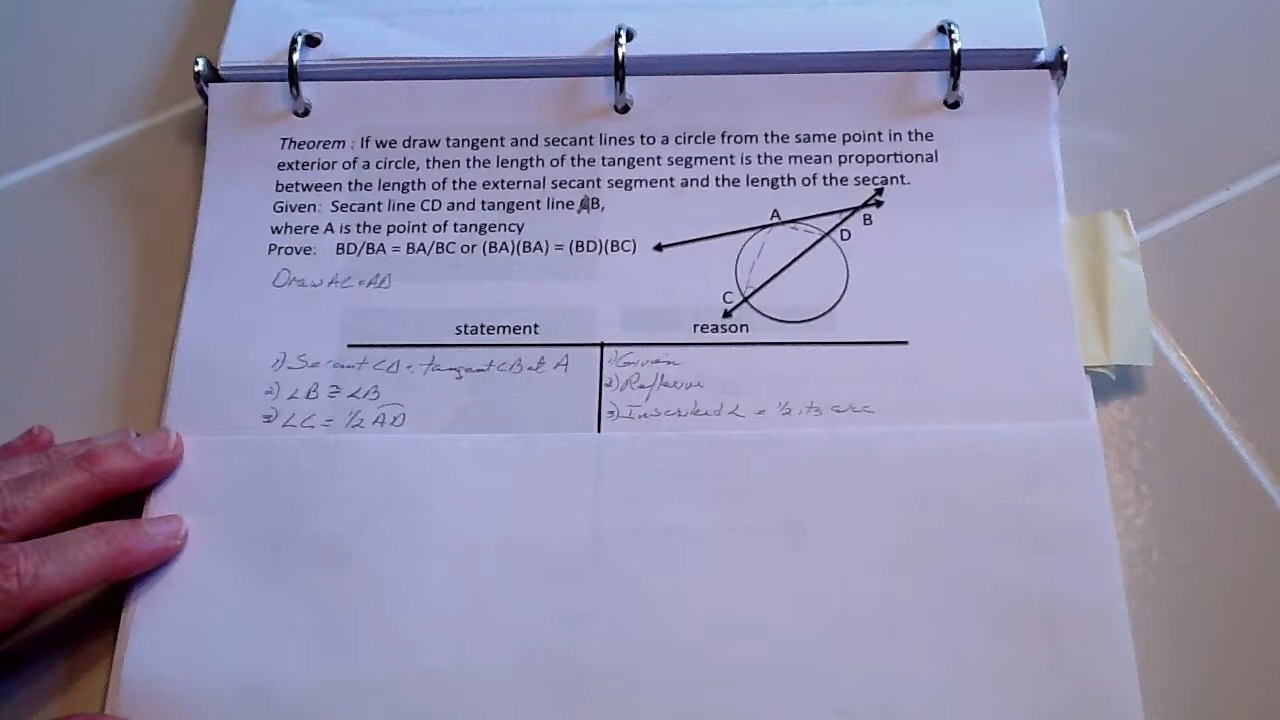 Theorem : If we draw tangent and secant lines to a circle from the same point in the
exterior of a circle, then the length of the tangent segment is the mean proportional
between the length of the external secant segment and the length of the secant.
Given: Secant line CD and tangent line AB,
where A is the point of tangency
Prove: BD/BA = BA/BC or (BA)(BA) = (BD)(BC)
Draw AC + AD
A
B
D
C
statement reason
1) Secant CD + tangent CB at A 1) Given
2) ∠B ≅ ∠B 2) Reflexive
3) ∠C = 1/2 AD 3) Inscribed ∠ = 1/2 its arc